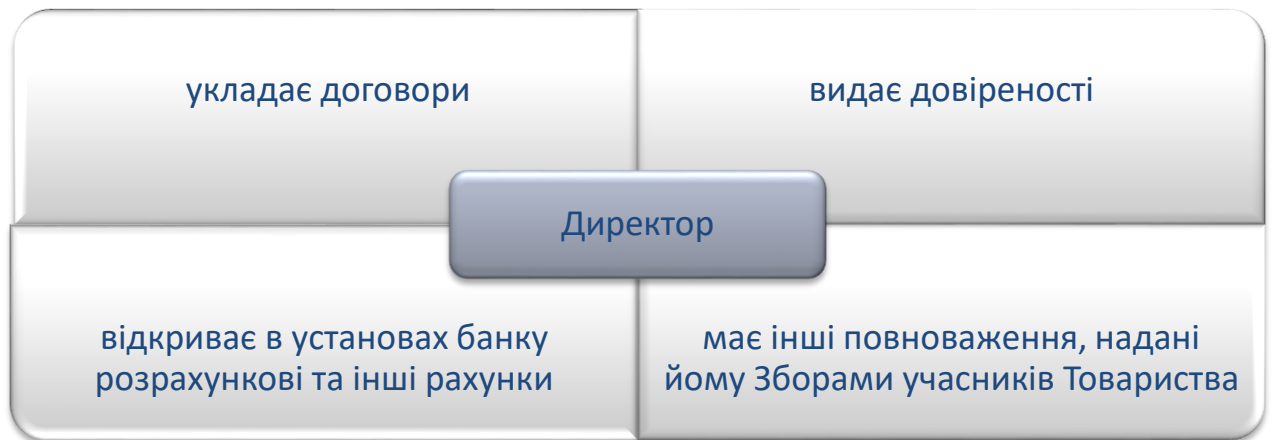 укладає договори
видає довіреності
Директор
відкриває в установах банку
розрахункові та інші рахунки
має інші повноваження, надані
йому Зборами учасників Товариства